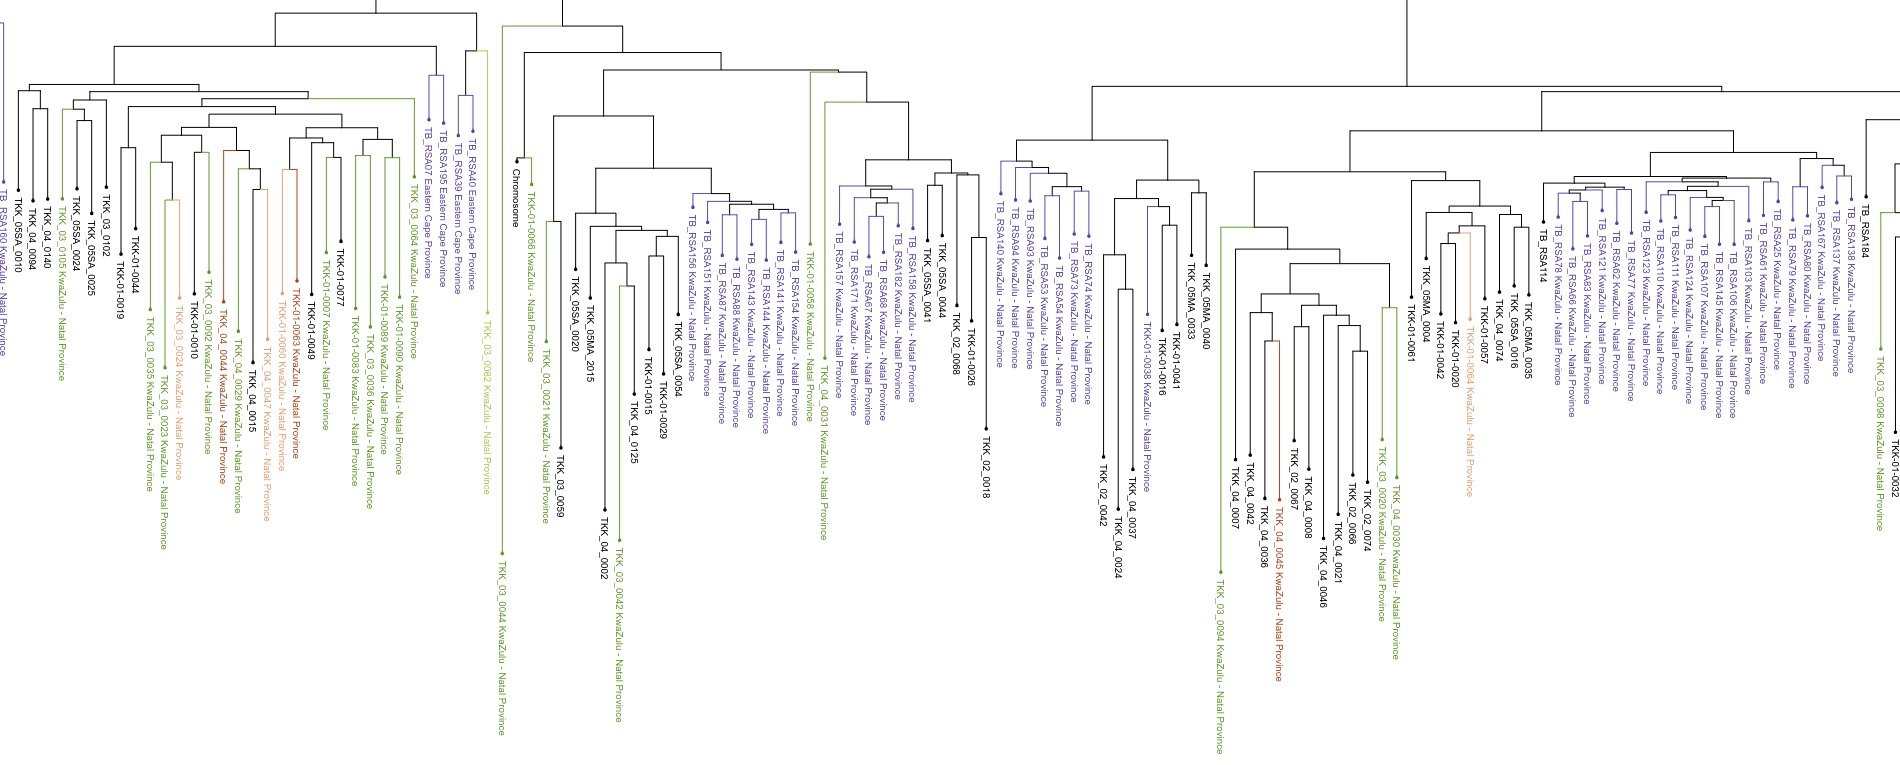 TB_RSA160 KwaZulu - Natal Province
TKK_05SA_0010
TKK_04_0094
TKK_04_0140
TKK_03_0105 KwaZulu - Natal Province
TKK_05SA_0024
TKK_05SA_0025
TKK_03_0102
TKK-01-0019
TKK-01-0044
TKK_03_0035 KwaZulu - Natal Province
TKK_03_0023 KwaZulu - Natal Province
TKK_03_0024 KwaZulu - Natal Province
TKK-01-0010
TKK_03_0092 KwaZulu - Natal Province
TKK_04_0044 KwaZulu - Natal Province
TKK_04_0029 KwaZulu - Natal Province
TKK_04_0015
TKK_04_0047 KwaZulu - Natal Province
TKK-01-0060 KwaZulu - Natal Province
TKK-01-0063 KwaZulu - Natal Province
TKK-01-0049
TKK-01-0007 KwaZulu - Natal Province
TKK-01-0077
TKK-01-0083 KwaZulu - Natal Province
TKK_03_0036 KwaZulu - Natal Province
TKK-01-0089 KwaZulu - Natal Province
TKK-01-0090 KwaZulu - Natal Province
TKK_03_0064 KwaZulu - Natal Province
TB_RSA07 Eastern Cape Province
TB_RSA195 Eastern Cape Province
TB_RSA39 Eastern Cape Province
TB_RSA40 Eastern Cape Province
TKK_03_0082 KwaZulu - Natal Province
TKK_03_0044 KwaZulu - Natal Province
Chromosome
TKK-01-0066 KwaZulu - Natal Province
TKK_03_0021 KwaZulu - Natal Province
TKK_03_0059
TKK_05SA_0020
TKK_05MA_2015
TKK_04_0002
TKK_03_0042 KwaZulu - Natal Province
TKK_04_0125
TKK-01-0015
TKK-01-0029
TKK_05SA_0054
TB_RSA156 KwaZulu - Natal Province
TB_RSA151 KwaZulu - Natal Province
TB_RSA87 KwaZulu - Natal Province
TB_RSA88 KwaZulu - Natal Province
TB_RSA143 KwaZulu - Natal Province
TB_RSA144 KwaZulu - Natal Province
TB_RSA141 KwaZulu - Natal Province
TB_RSA154 KwaZulu - Natal Province
TKK-01-0058 KwaZulu - Natal Province
TKK_04_0031 KwaZulu - Natal Province
TB_RSA157 KwaZulu - Natal Province
TB_RSA171 KwaZulu - Natal Province
TB_RSA67 KwaZulu - Natal Province
TB_RSA68 KwaZulu - Natal Province
TB_RSA182 KwaZulu - Natal Province
TB_RSA158 KwaZulu - Natal Province
TKK_05SA_0041
TKK_05SA_0044
TKK_02_0068
TKK-01-0026
TKK_02_0018
TB_RSA140 KwaZulu - Natal Province
TB_RSA94 KwaZulu - Natal Province
TB_RSA93 KwaZulu - Natal Province
TB_RSA53 KwaZulu - Natal Province
TB_RSA54 KwaZulu - Natal Province
TB_RSA73 KwaZulu - Natal Province
TB_RSA74 KwaZulu - Natal Province
TKK_02_0042
TKK_04_0024
TKK_04_0037
TKK-01-0038 KwaZulu - Natal Province
TKK-01-0016
TKK-01-0041
TKK_05MA_0033
TKK_05MA_0040
TKK_03_0094 KwaZulu - Natal Province
TKK_04_0007
TKK_04_0042
TKK_04_0036
TKK_04_0045 KwaZulu - Natal Province
TKK_02_0067
TKK_04_0008
TKK_04_0046
TKK_04_0021
TKK_02_0066
TKK_02_0074
TKK_03_0020 KwaZulu - Natal Province
TKK_04_0030 KwaZulu - Natal Province
TKK-01-0061
TKK_05MA_0004
TKK-01-0042
TKK-01-0020
TKK-01-0064 KwaZulu - Natal Province
TKK-01-0057
TKK_04_0074
TKK_05SA_0016
TKK_05MA_0035
TB_RSA114
TB_RSA78 KwaZulu - Natal Province
TB_RSA66 KwaZulu - Natal Province
TB_RSA83 KwaZulu - Natal Province
TB_RSA121 KwaZulu - Natal Province
TB_RSA62 KwaZulu - Natal Province
TB_RSA77 KwaZulu - Natal Province
TB_RSA123 KwaZulu - Natal Province
TB_RSA110 KwaZulu - Natal Province
TB_RSA111 KwaZulu - Natal Province
TB_RSA124 KwaZulu - Natal Province
TB_RSA107 KwaZulu - Natal Province
TB_RSA145 KwaZulu - Natal Province
TB_RSA106 KwaZulu - Natal Province
TB_RSA103 KwaZulu - Natal Province
TB_RSA61 KwaZulu - Natal Province
TB_RSA25 KwaZulu - Natal Province
TB_RSA79 KwaZulu - Natal Province
TB_RSA80 KwaZulu - Natal Province
TB_RSA167 KwaZulu - Natal Province
TB_RSA137 KwaZulu - Natal Province
TB_RSA138 KwaZulu - Natal Province
TB_RSA184
TKK_03_0098 KwaZulu - Natal Province
TKK-01-0032